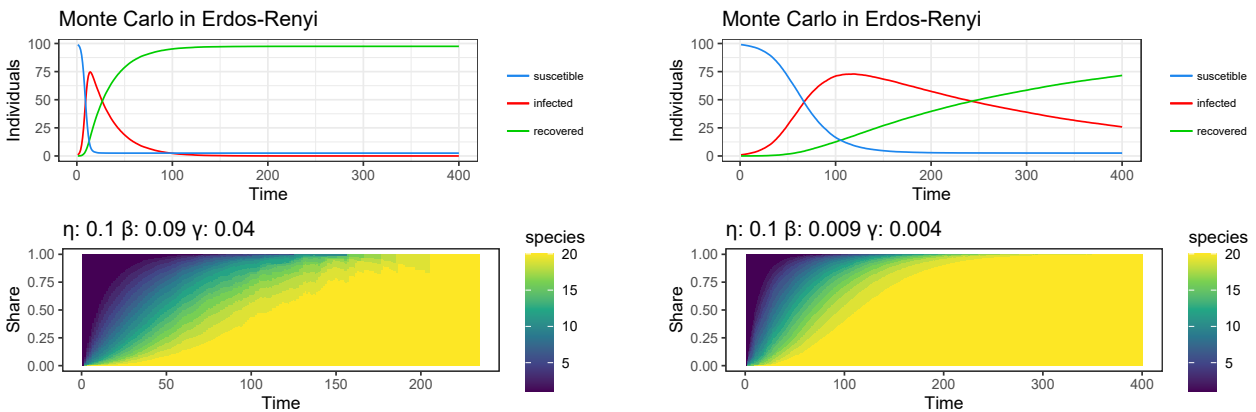 Monte Carlo in Erdos-Renyi
100
75
50
25
0
Individuals
0 100 200 300 400
Time
suscetible
infected
recovered
η: 0.1 β: 0.09 γ: 0.04
1.00
0.75
0.50
0.25
0.00
Share
0 50 100 150 200
Time
species
20
15
10
5
Monte Carlo in Erdos-Renyi
100
75
50
25
0
Individuals
0 100 200 300 400
Time
suscetible
infected
recovered
η: 0.1 β: 0.009 γ: 0.004
1.00
0.75
0.50
0.25
0.00
Share
0 100 200 300 400
Time
species
20
15
10
5